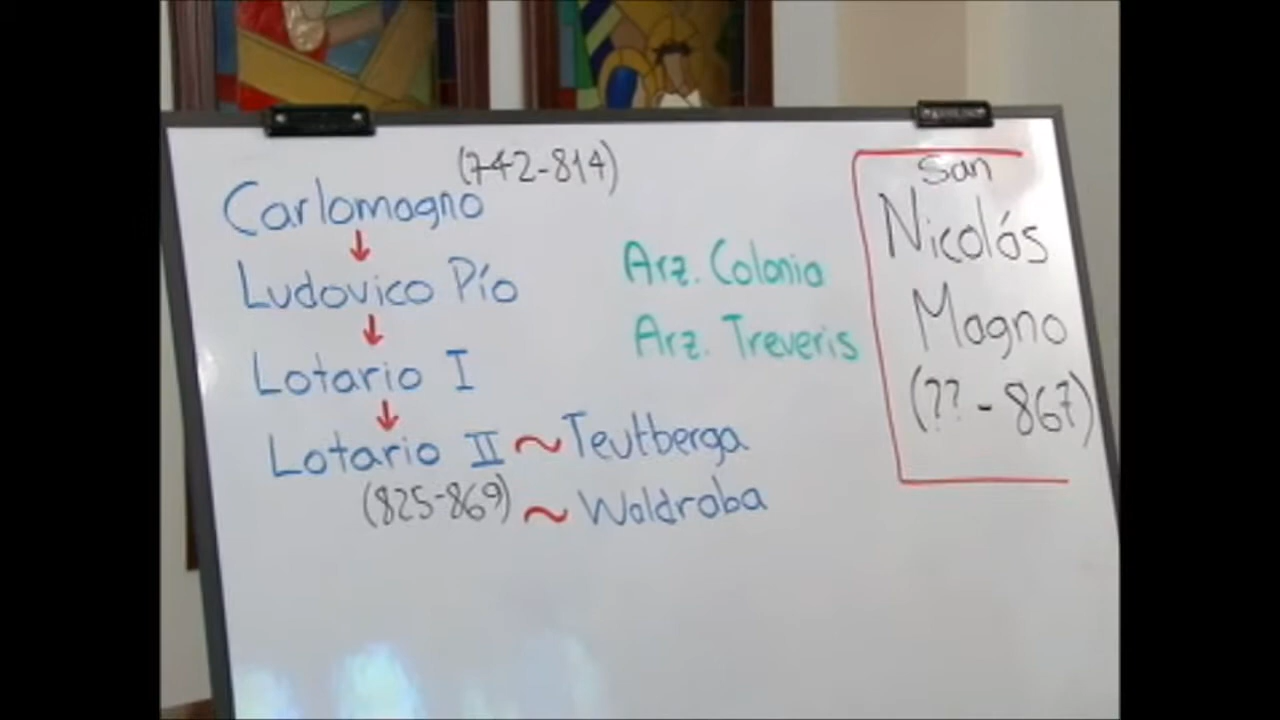 (742-814)
Carlomagno
Ludovico Pío
Lotario I
Lotario II ~ Teutberga
(825-869) ~ Waldroba
Arz. Colonia
Arz. Treveris
San
Nicolás
Magno
(?? - 867)